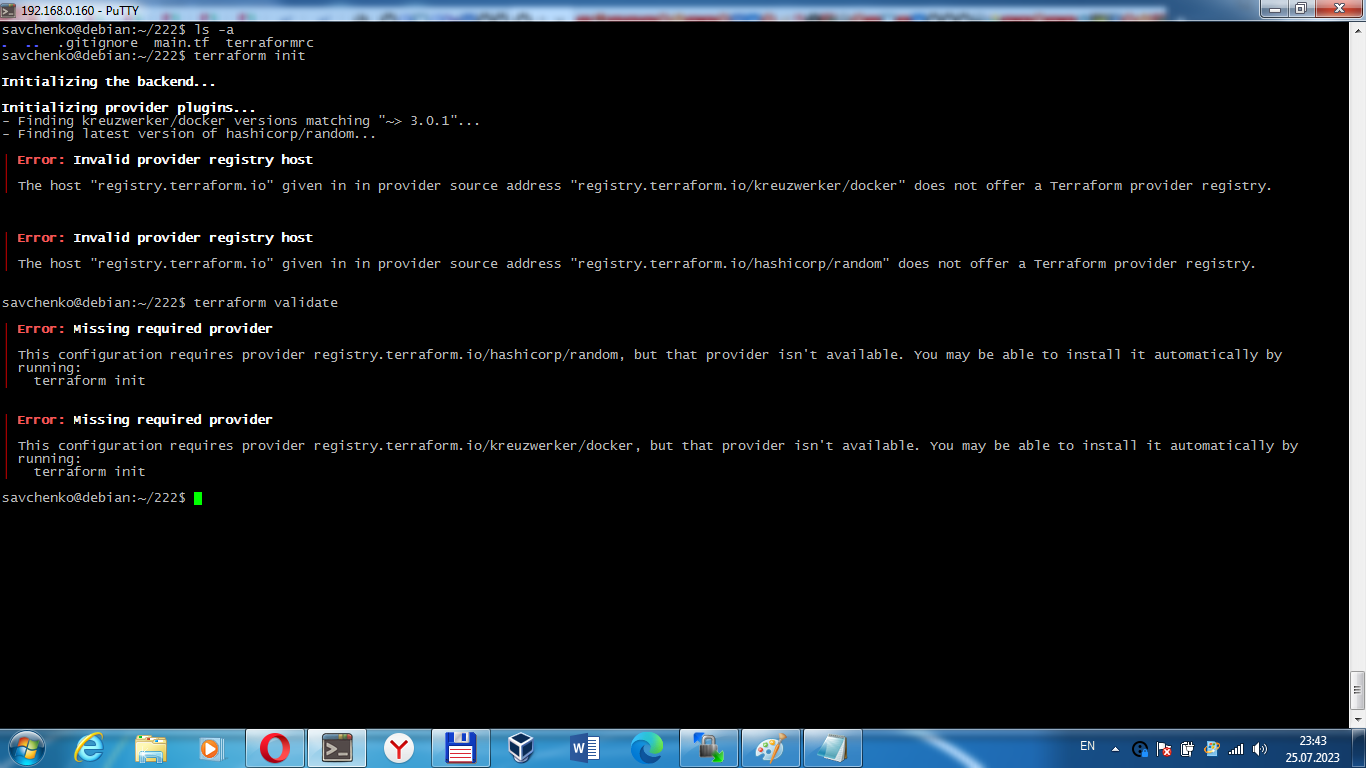 192.168.0.160 - PuTTY
savchenko@debian:~/222$ ls -a
.  ..  .gitignore  main.tf  terraformrc
savchenko@debian:~/222$ terraform init
Initializing the backend...
Initializing provider plugins...
- Finding kreuzwerker/docker versions matching "~> 3.0.1"...
- Finding latest version of hashicorp/random...
Error: Invalid provider registry host
The host "registry.terraform.io" given in in provider source address "registry.terraform.io/kreuzwerker/docker" does not offer a Terraform provider registry.
Error: Invalid provider registry host
The host "registry.terraform.io" given in in provider source address "registry.terraform.io/hashicorp/random" does not offer a Terraform provider registry.
savchenko@debian:~/222$ terraform validate
Error: Missing required provider
This configuration requires provider registry.terraform.io/hashicorp/random, but that provider isn't available. You may be able to install it automatically by
running:
terraform init
Error: Missing required provider
This configuration requires provider registry.terraform.io/kreuzwerker/docker, but that provider isn't available. You may be able to install it automatically by
running:
terraform init
savchenko@debian:~/222$
EN
23:43
25.07.2023